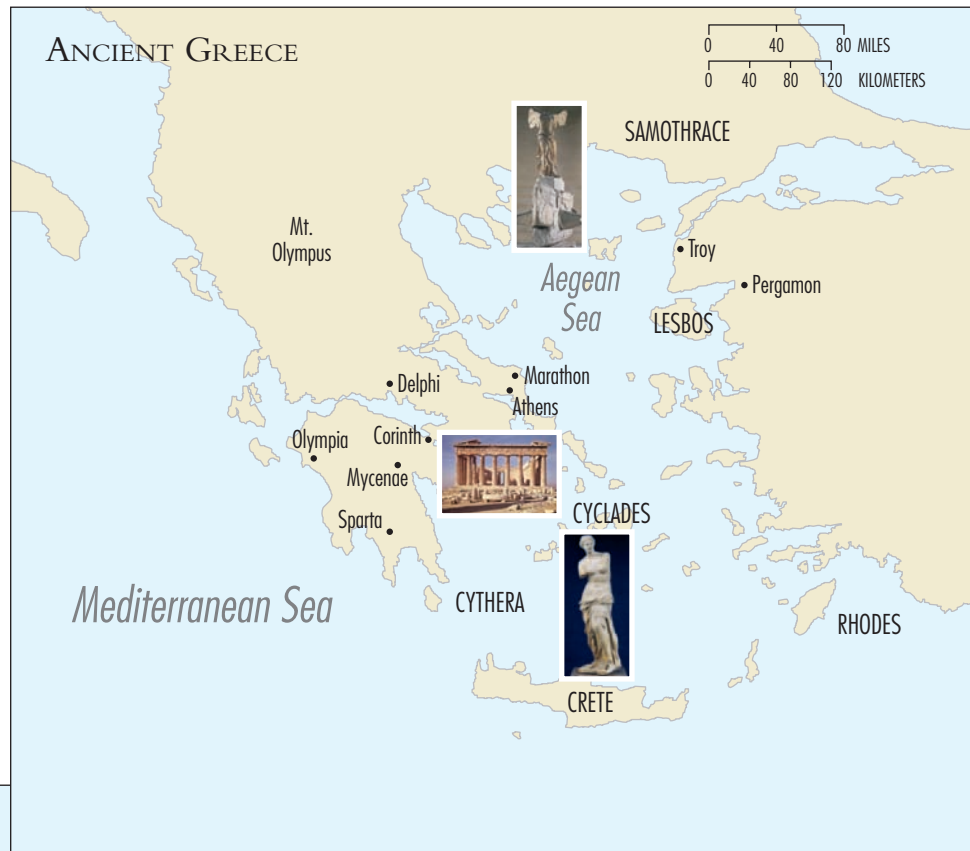 ANCIENT GREECE
0 40 80 MILES
0 40 80 120 KILOMETERS
SAMOTHRACE
Mt.
Olympus
Troy
Aegean
Sea
Pergamon
LESBOS
Marathon
Delphi
Athens
Corinth
Olympia
Mycenae
CYCLADES
Sparta
Mediterranean Sea
CYTHERA
RHODES
CRETE